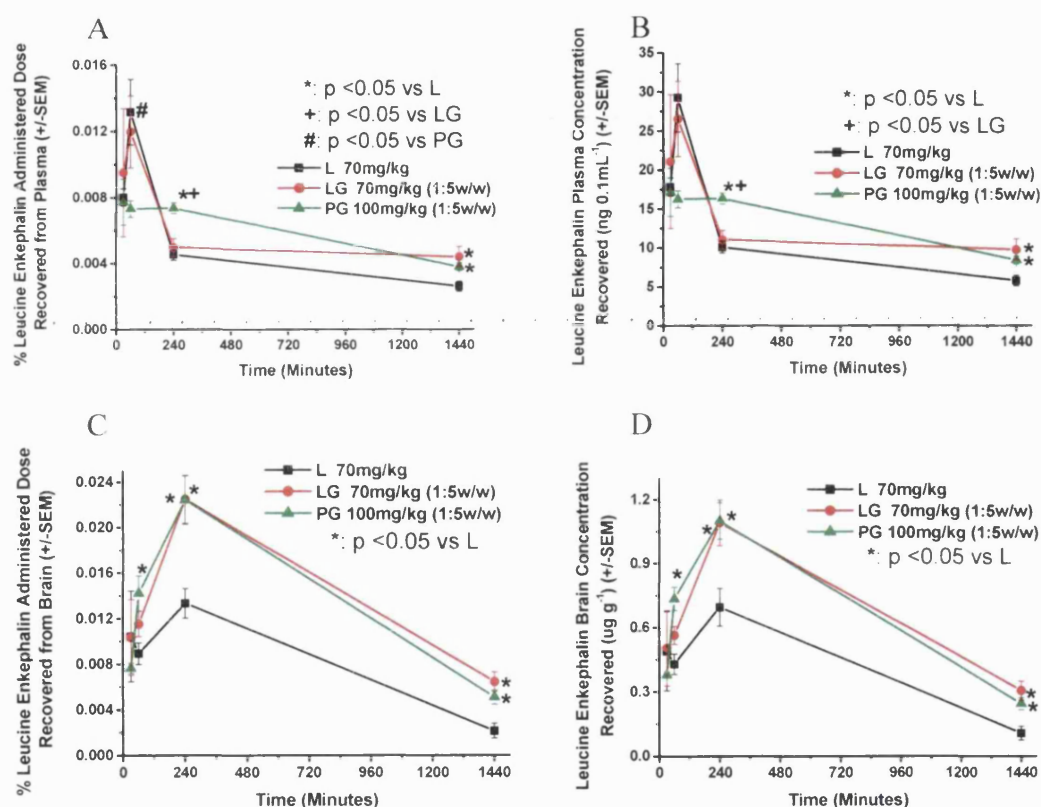 A
% Leucine Enkephalin Administered Dose
Recovered from Plasma (+/-SEM)
0.016
0.012
0.008
0.004
0.000
*: p <0.05 vs L
+: p <0.05 vs LG
#: p <0.05 vs PG
L 70mg/kg
LG 70mg/kg (1:5w/w)
PG 100mg/kg (1:5w/w)
#
*+
*
*
0 240 480 720 960 1200 1440
Time (Minutes)
B
Leucine Enkephalin Plasma Concentration
Recovered (ng 0.1mL-1) (+/-SEM)
35
30
25
20
15
10
5
0
*: p <0.05 vs L
+: p <0.05 vs LG
L 70mg/kg
LG 70mg/kg (1:5w/w)
PG 100mg/kg (1:5w/w)
*+
*
*
0 240 480 720 960 1200 1440
Time (Minutes)
C
% Leucine Enkephalin Administered Dose
Recovered from Brain (+/-SEM)
0.024
0.020
0.016
0.012
0.008
0.004
0.000
L 70mg/kg
LG 70mg/kg (1:5w/w)
PG 100mg/kg (1:5w/w)
*: p <0.05 vs L
* *
*
*
*
0 240 480 720 960 1200 1440
Time (Minutes)
D
Leucine Enkephalin Brain Concentration
Recovered (ug g-1) (+/-SEM)
1.2
0.9
0.6
0.3
0.0
L 70mg/kg
LG 70mg/kg (1:5w/w)
PG 100mg/kg (1:5w/w)
*: p <0.05 vs L
* *
*
*
*
0 240 480 720 960 1200 1440
Time (Minutes)